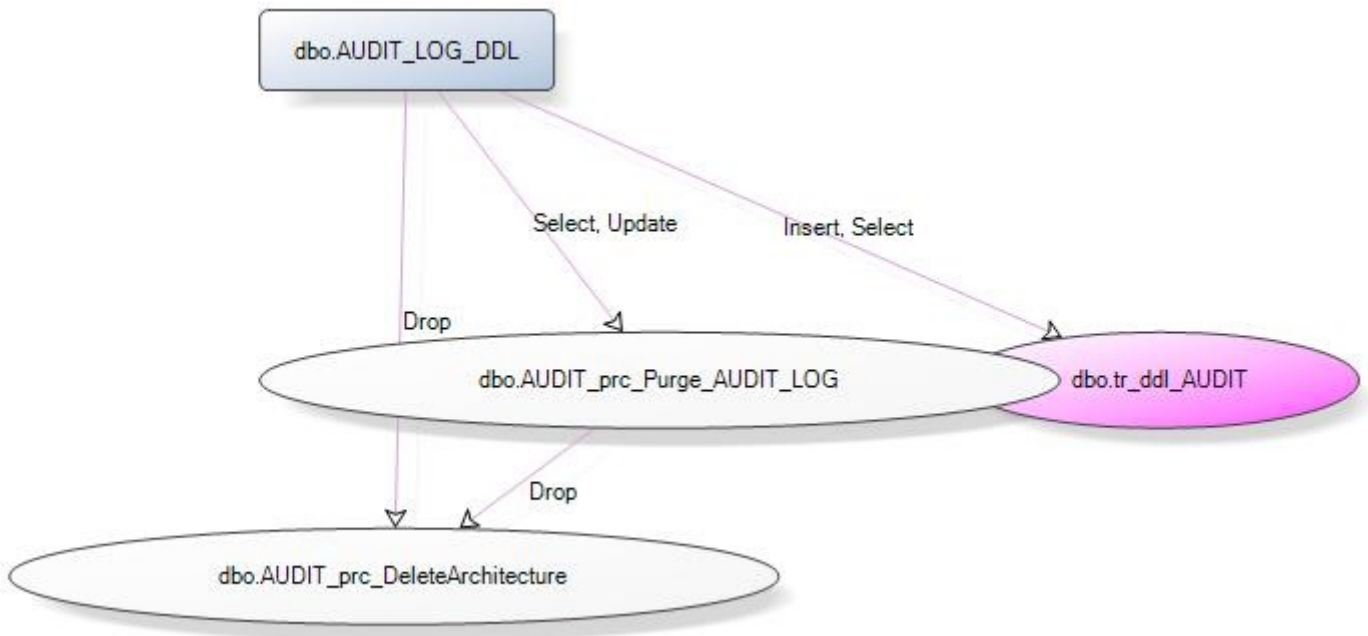 dbo.AUDIT_LOG_DDL
Select, Update
Insert, Select
Drop
dbo.AUDIT_prc_Purge_AUDIT_LOG
dbo.tr_ddl_AUDIT
Drop
dbo.AUDIT_prc_DeleteArchitecture